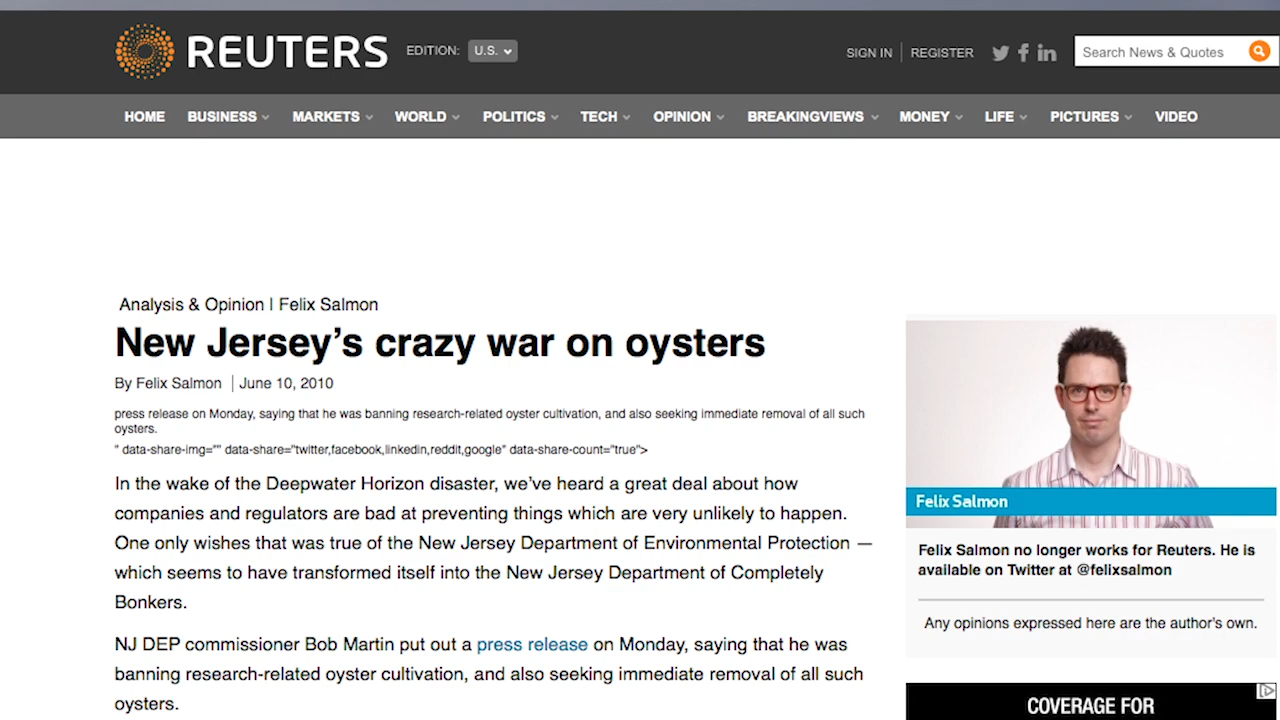 REUTERS
EDITION:
U.S.
SIGN IN
REGISTER
Search News & Quotes
HOME BUSINESS MARKETS WORLD POLITICS TECH OPINION BREAKINGVIEWS MONEY LIFE PICTURES VIDEO
Analysis & Opinion | Felix Salmon
New Jersey’s crazy war on oysters
By Felix Salmon | June 10, 2010
press release on Monday, saying that he was banning research-related oyster cultivation, and also seeking immediate removal of all such
oysters.
" data-share-img="" data-share="twitter,facebook,linkedin,reddit,google" data-share-count="true">
In the wake of the Deepwater Horizon disaster, we’ve heard a great deal about how
companies and regulators are bad at preventing things which are very unlikely to happen.
One only wishes that was true of the New Jersey Department of Environmental Protection —
which seems to have transformed itself into the New Jersey Department of Completely
Bonkers.
NJ DEP commissioner Bob Martin put out a press release on Monday, saying that he was
banning research-related oyster cultivation, and also seeking immediate removal of all such
oysters.
Felix Salmon
Felix Salmon no longer works for Reuters. He is
available on Twitter at @felixsalmon
Any opinions expressed here are the author’s own.
COVERAGE FOR